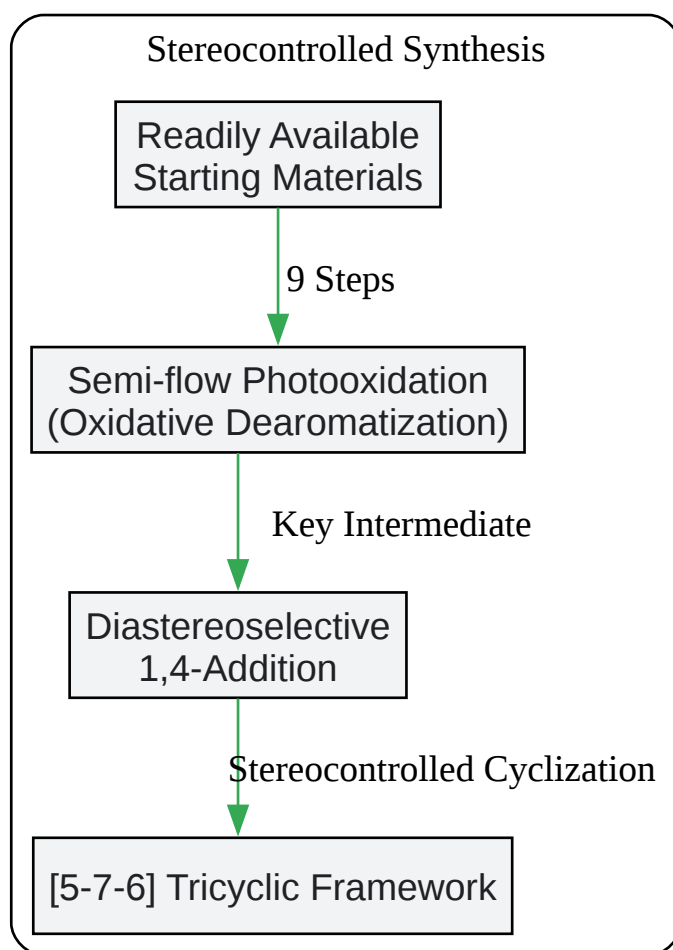 Stereocontrolled Synthesis
Readily Available
Starting Materials
9 Steps
Semi-flow Photooxidation
(Oxidative Dearomatization)
Key Intermediate
Diastereoselective
1,4-Addition
Stereocontrolled Cyclization
[5-7-6] Tricyclic Framework